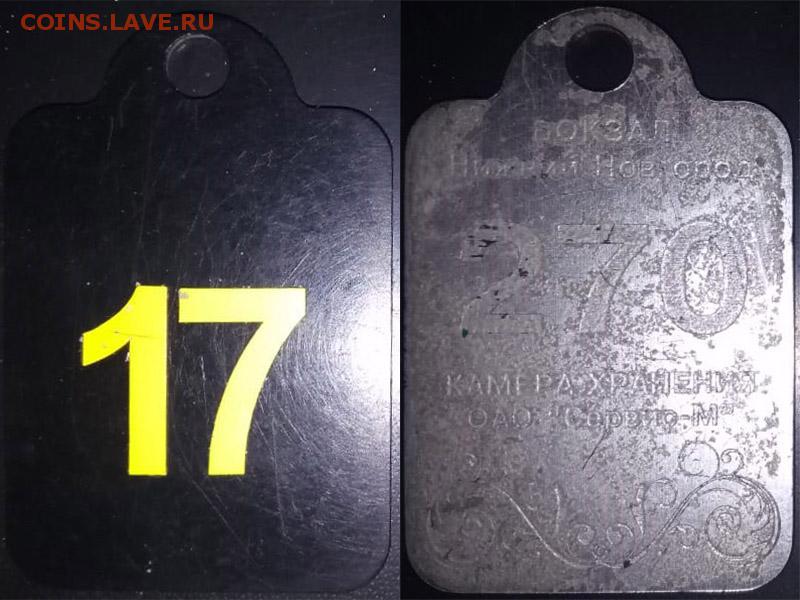 COINS.LAVE.RU
17
ВОКЗАЛ
Нижний Новгород
270
КАМЕРА ХРАНЕНИЯ
ОАО "Сервис-М"